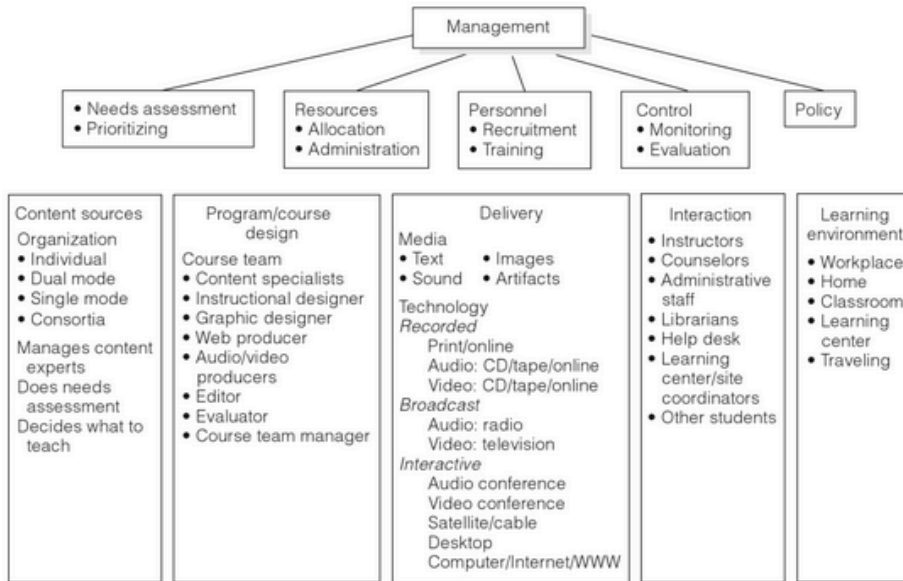 Management
• Needs assessment
• Prioritizing
Resources
• Allocation
• Administration
Personnel
• Recruitment
• Training
Control
• Monitoring
• Evaluation
Policy
Content sources
Organization
• Individual
• Dual mode
• Single mode
• Consortia
Manages content
experts
Does needs
assessment
Decides what to
teach
Program/course
design
Course team
• Content specialists
• Instructional designer
• Graphic designer
• Web producer
• Audio/video
producers
• Editor
• Evaluator
• Course team manager
Delivery
Media
• Text • Images
• Sound • Artifacts
Technology
Recorded
Print/online
Audio: CD/tape/online
Video: CD/tape/online
Broadcast
Audio: radio
Video: television
Interactive
Audio conference
Video conference
Satellite/cable
Desktop
Computer/Internet/WWW
Interaction
• Instructors
• Counselors
• Administrative
staff
• Librarians
• Help desk
• Learning
center/site
coordinators
• Other students
Learning
environment
• Workplace
• Home
• Classroom
• Learning
center
• Traveling